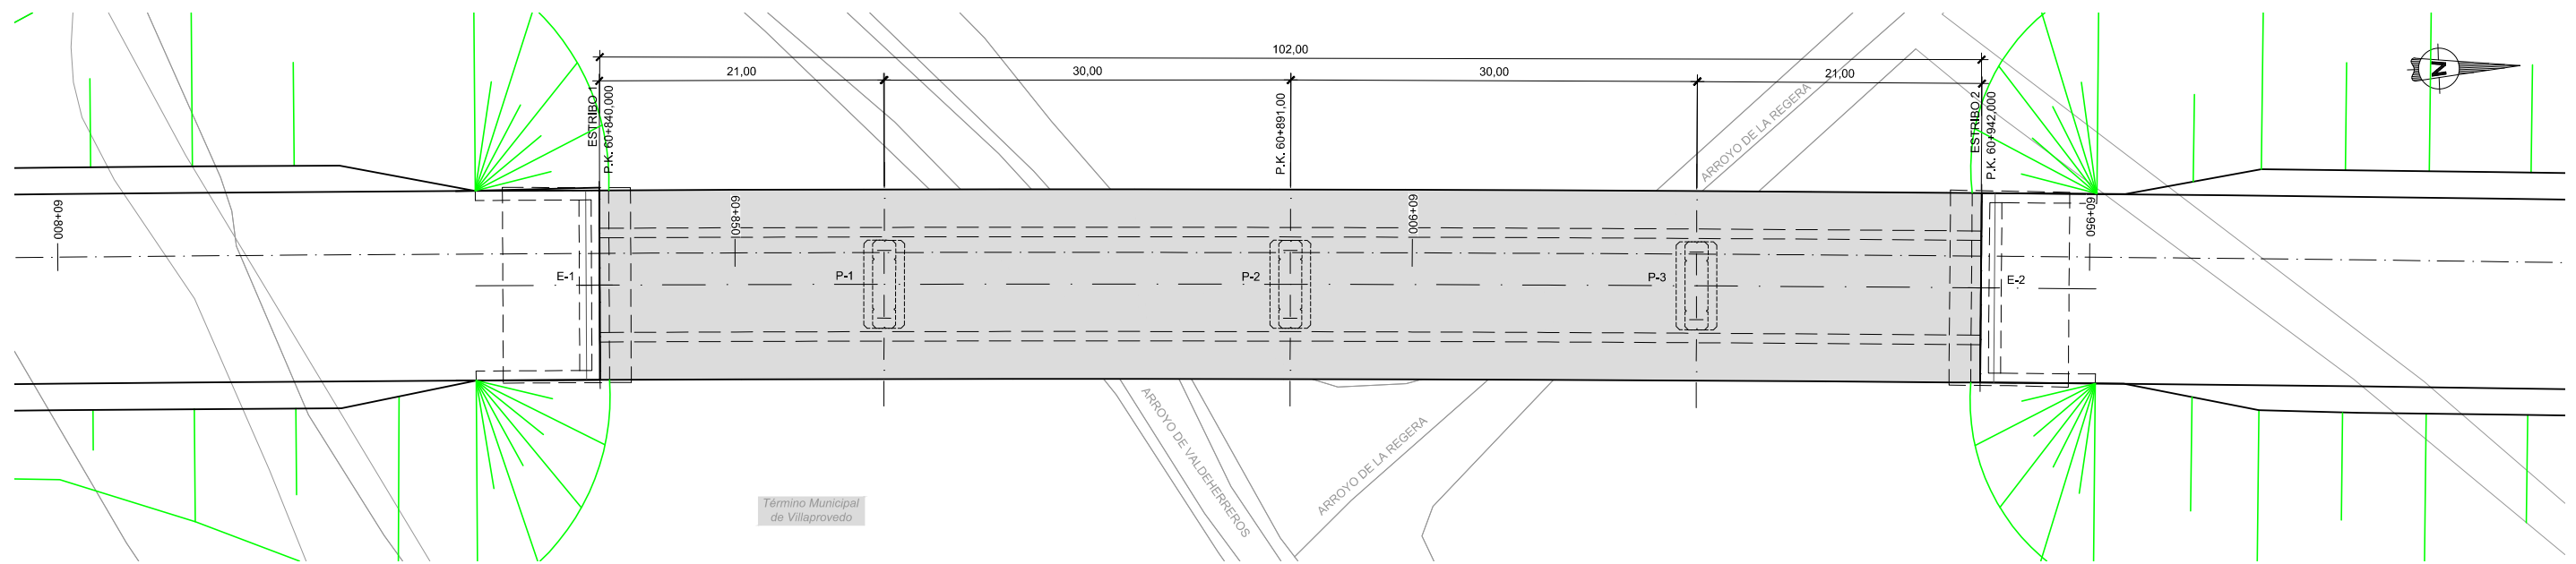 102,00
21,00
30,00
30,00
21,00
N
ESTRIBO 1
P.K. 60+840,000
P.K. 60+891.00
ARROYO DE LA REGERA
ESTRIBO 2
P.K. 60+942,000
60+800
60+850
60+900
60+950
E-1
P-1
P-2
P-3
E-2
ARROYO DE VALDEHERREROS
ARROYO DE LA REGERA
Término Municipal
de Villaprovedo